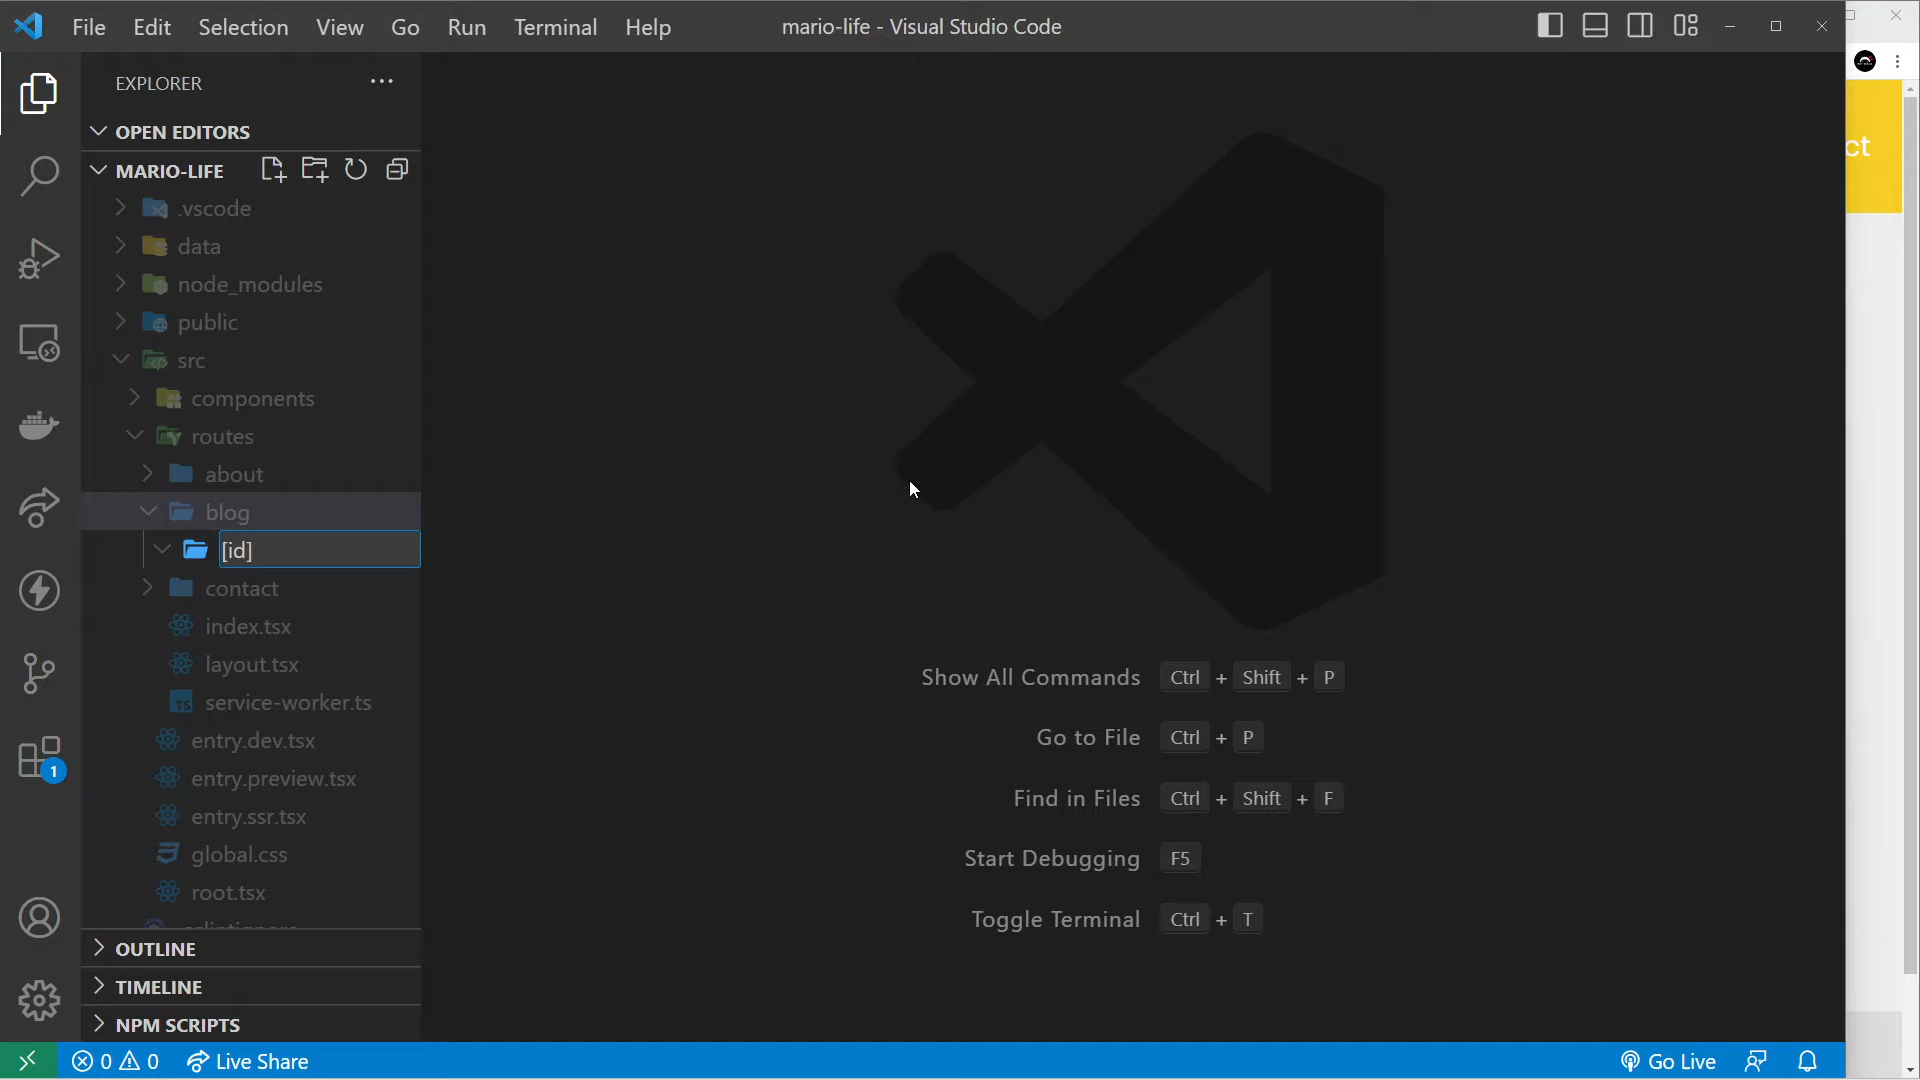 File Edit Selection View Go Run Terminal Help
mario-life - Visual Studio Code
EXPLORER
OPEN EDITORS
MARIO-LIFE
.vscode
data
node_modules
public
src
components
routes
about
blog
[id]
contact
index.tsx
layout.tsx
service-worker.ts
entry.dev.tsx
entry.preview.tsx
entry.ssr.tsx
global.css
root.tsx
OUTLINE
TIMELINE
NPM SCRIPTS
1
Show All Commands Ctrl + Shift + P
Go to File Ctrl + P
Find in Files Ctrl + Shift + F
Start Debugging F5
Toggle Terminal Ctrl + T
ct
0 0 Live Share
Go Live